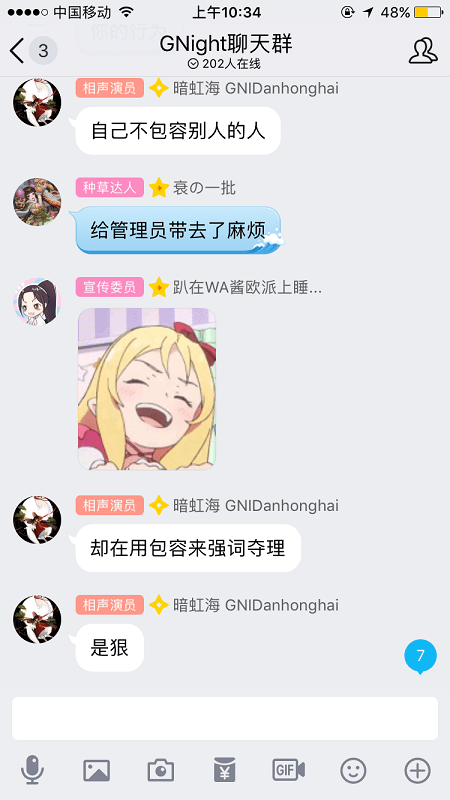 中国移动 上午10:34 48%
你的行为
3 GNight聊天群
202人在线
相声演员 暗虹海 GNIDanhonghai
自己不包容别人的人
种草达人 衰の一批
给管理员带去了麻烦
宣传委员 趴在WA酱欧派上睡...
相声演员 暗虹海 GNIDanhonghai
却在用包容来强词夺理
相声演员 暗虹海 GNIDanhonghai
是狠
7
¥ GIF